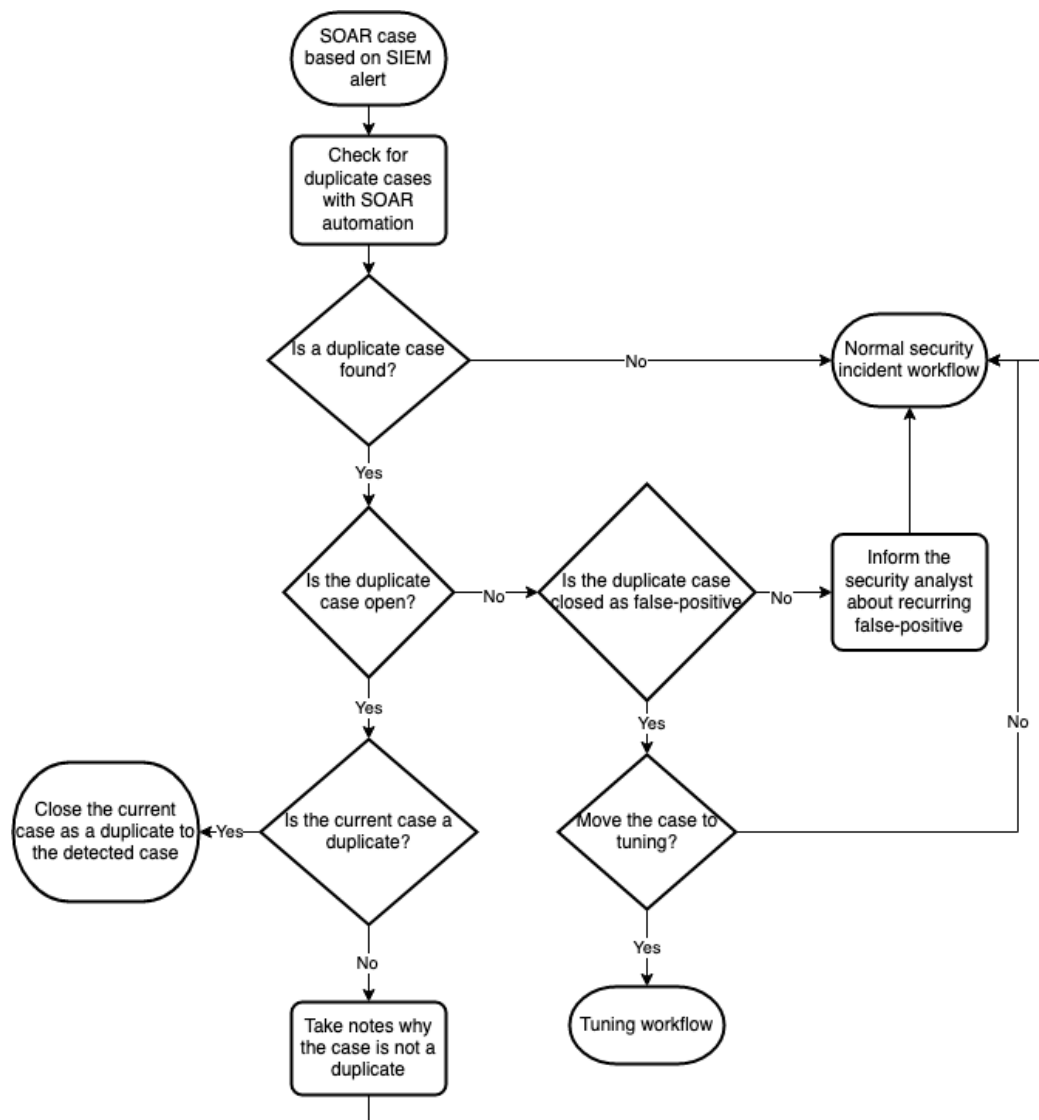 SOAR case
based on SIEM
alert
Check for
duplicate cases
with SOAR
automation
Is a duplicate case
found?
No
Normal security
incident workflow
Yes
Is the duplicate
case open?
No
Is the duplicate case
closed as false-positive
No
Inform the
security analyst
about recurring
false-positive
Yes
Yes
No
Close the current
case as a duplicate to
the detected case
Yes
Is the current case a
duplicate?
Move the case to
tuning?
No
Yes
Take notes why
the case is not a
duplicate
Tuning workflow